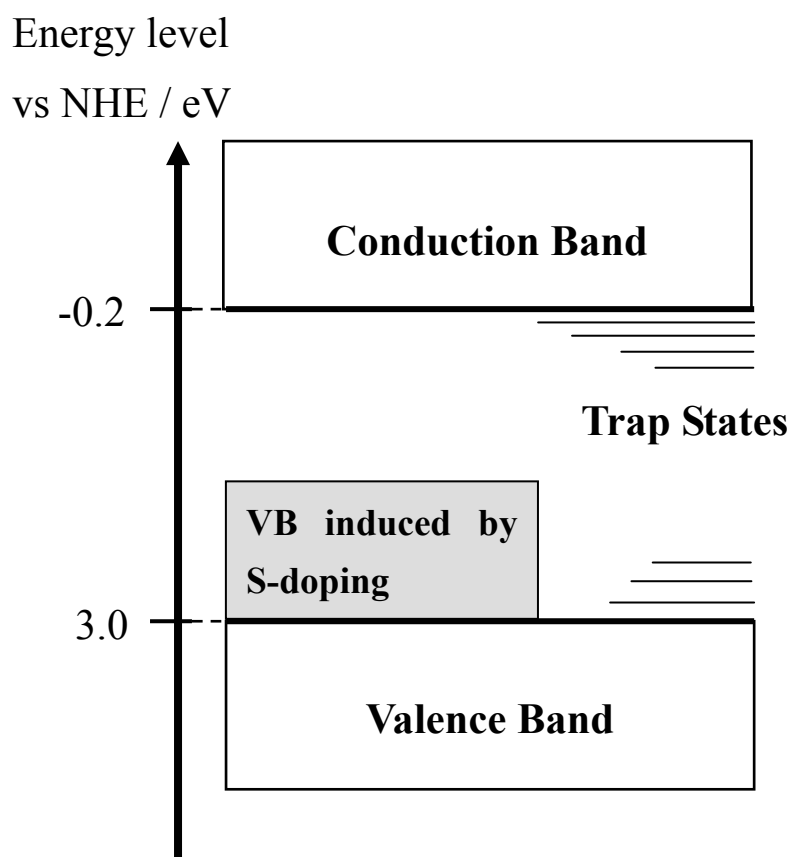 Energy level
vs NHE / eV
Conduction Band
-0.2
Trap States
VB induced by
S-doping
3.0
Valence Band